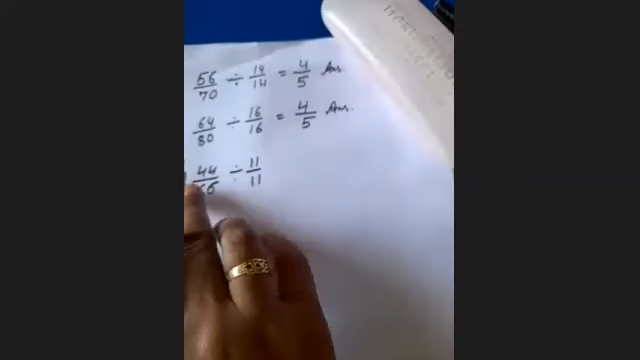 56/70 ÷ 14/14 = 4/5 Ans.
64/80 ÷ 16/16 = 4/5 Ans.
44/ ÷ 11/11